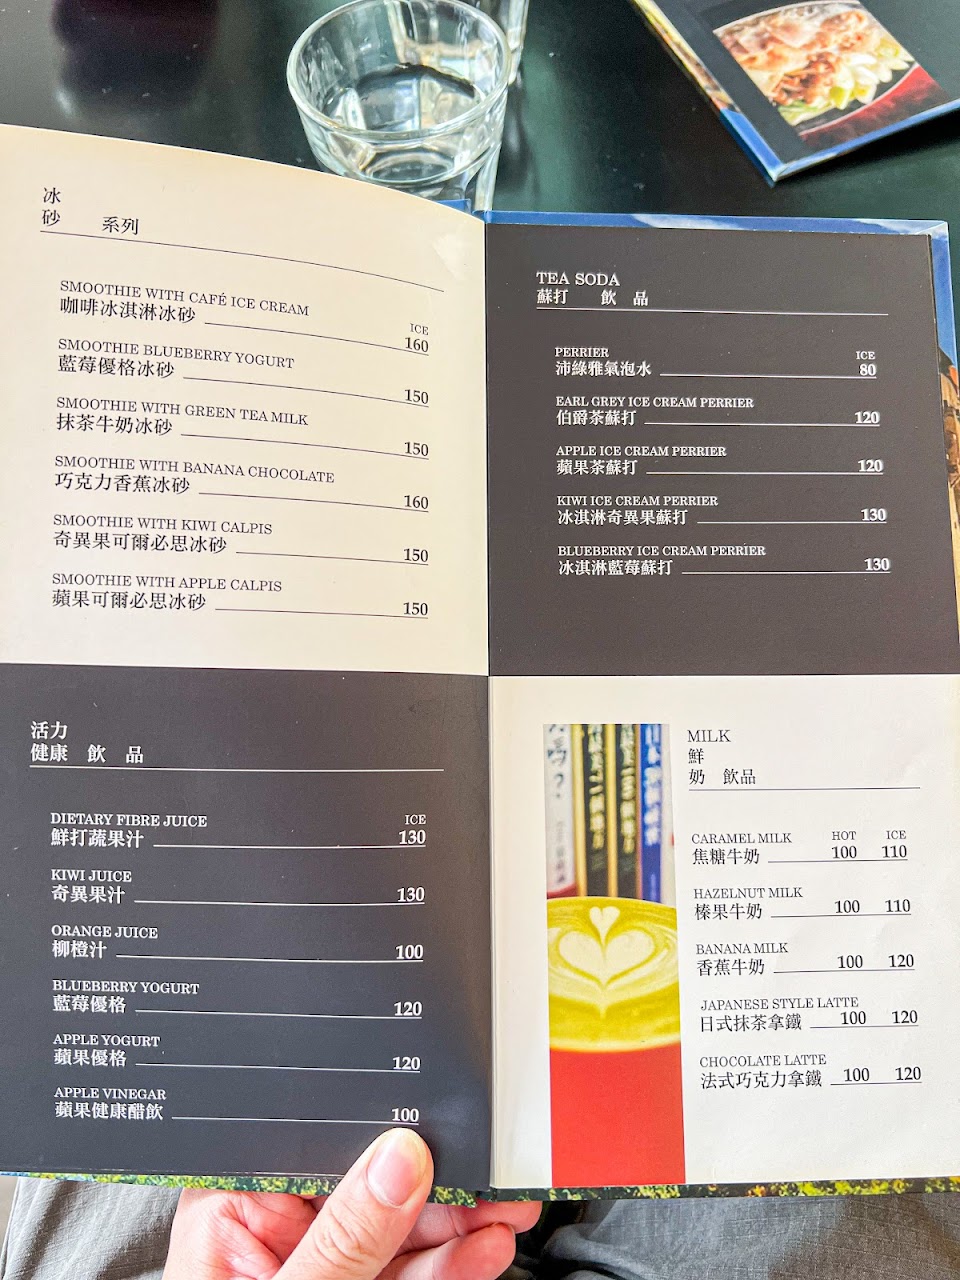 冰
砂 系列
SMOOTHIE WITH CAFÉ ICE CREAM
ICE
咖啡冰淇淋冰砂 160
SMOOTHIE BLUEBERRY YOGURT
藍莓優格冰砂 150
SMOOTHIE WITH GREEN TEA MILK
抹茶牛奶冰砂 150
SMOOTHIE WITH BANANA CHOCOLATE
巧克力香蕉冰砂 160
SMOOTHIE WITH KIWI CALPIS
奇異果可爾必思冰砂 150
SMOOTHIE WITH APPLE CALPIS
蘋果可爾必思冰砂 150
TEA SODA
蘇打 飲 品
PERRIER ICE
沛綠雅氣泡水 80
EARL GREY ICE CREAM PERRIER
伯爵茶蘇打 120
APPLE ICE CREAM PERRIER
蘋果茶蘇打 120
KIWI ICE CREAM PERRIER
冰淇淋奇異果蘇打 130
BLUEBERRY ICE CREAM PERRIER
冰淇淋藍莓蘇打 130
活力
健康 飲 品
DIETARY FIBRE JUICE ICE
鮮打蔬果汁 130
KIWI JUICE
奇異果汁 130
ORANGE JUICE
柳橙汁 100
BLUEBERRY YOGURT
藍莓優格 120
APPLE YOGURT
蘋果優格 120
APPLE VINEGAR
蘋果健康醋飲 100
MILK
鮮
奶 飲品
CARAMEL MILK HOT ICE
焦糖牛奶 100 110
HAZELNUT MILK
榛果牛奶 100 110
BANANA MILK
香蕉牛奶 100 120
JAPANESE STYLE LATTE
日式抹茶拿鐵 100 120
CHOCOLATE LATTE
法式巧克力拿鐵 100 120